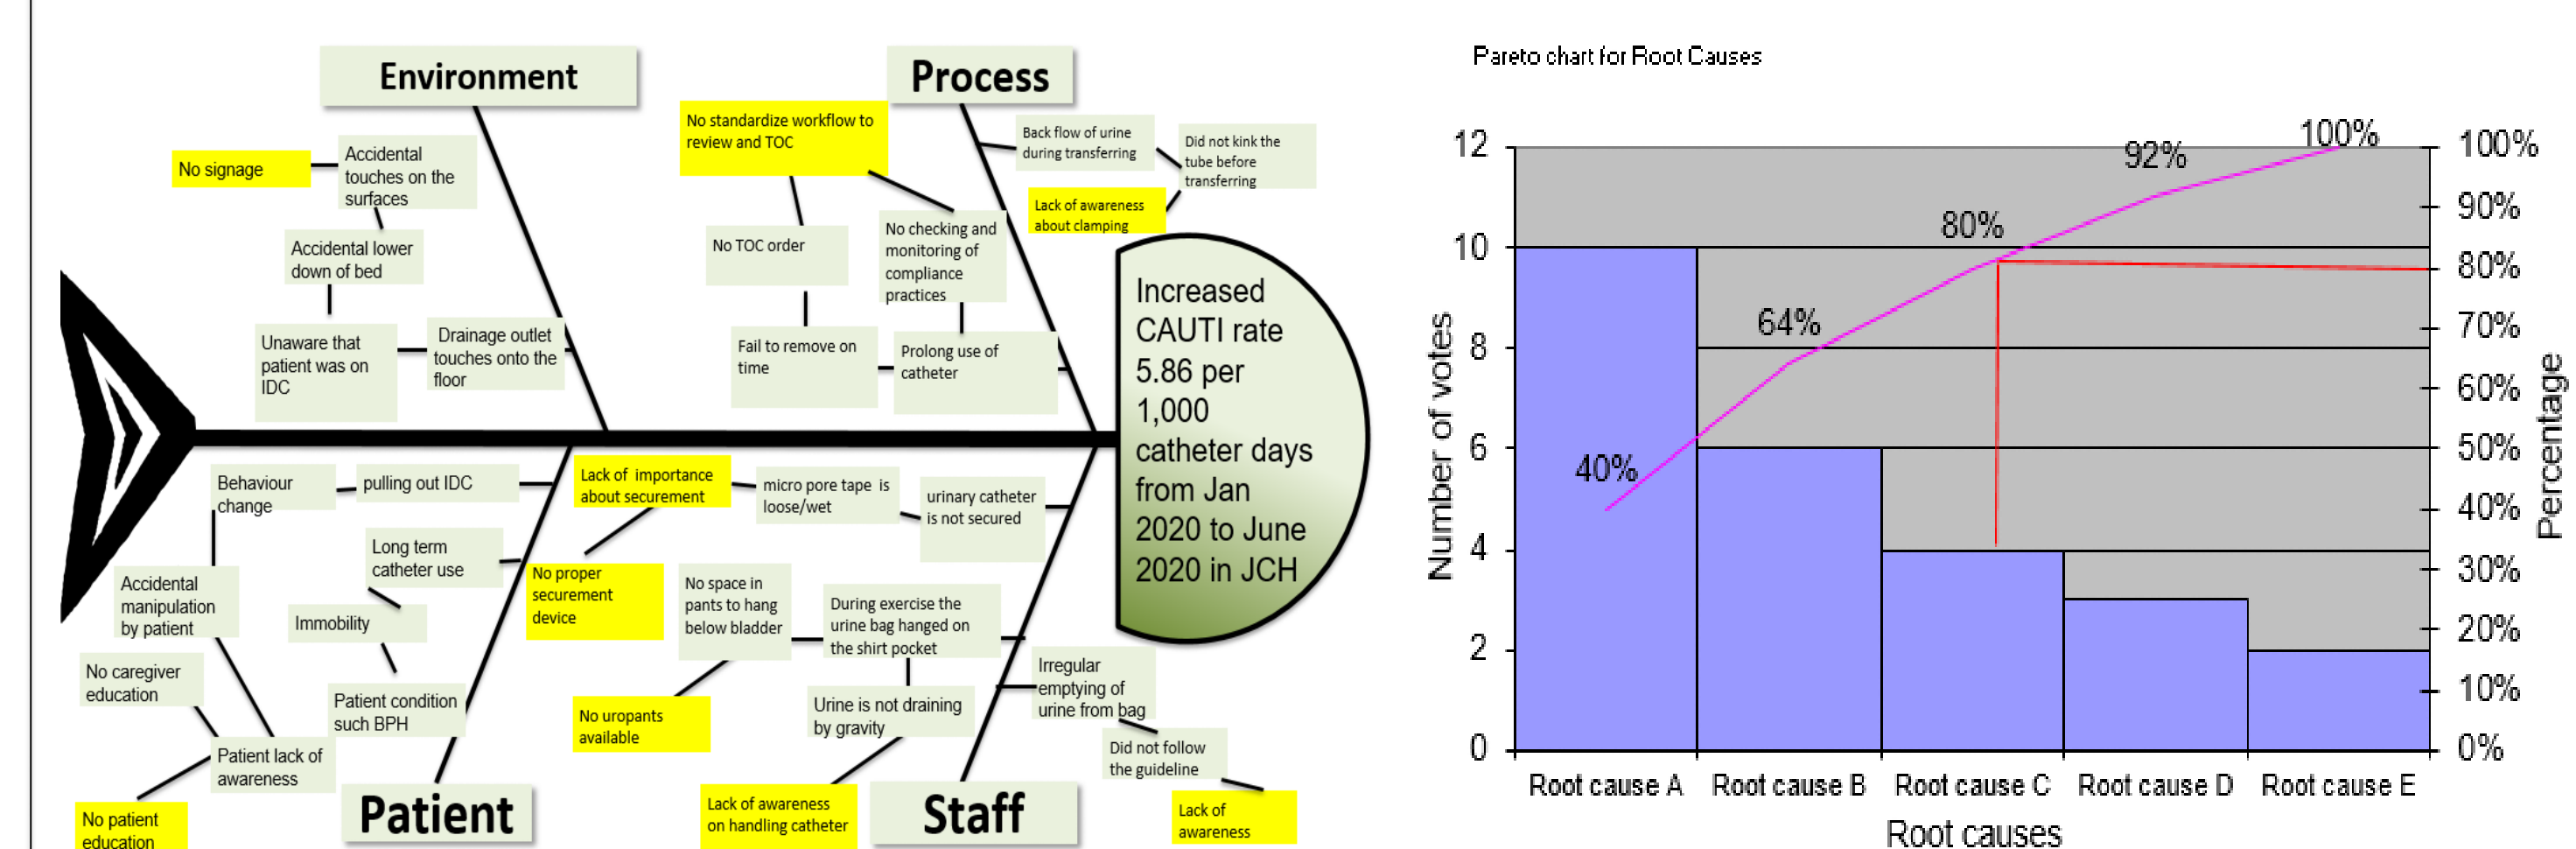 Environment
Process
No signage
Accidental
touches on the
surfaces
Accidental lower
down of bed
Unaware that
patient was on
IDC
Drainage outlet
touches onto the
floor
No standardize workflow to
review and TOC
No TOC order
Fail to remove on
time
No checking and
monitoring of
compliance
practices
Prolong use of
catheter
Back flow of urine
during transferring
Did not kink the
tube before
transferring
Lack of awareness
about clamping
Increased
CAUTI rate
5.86 per
1,000
catheter days
from Jan
2020 to June
2020 in JCH
Behaviour
change
pulling out IDC
Long term
catheter use
Accidental
manipulation
by patient
Immobility
No caregiver
education
Patient condition
such BPH
Patient lack of
awareness
No patient
education
Patient
Lack of importance
about securement
micro pore tape is
loose/wet
urinary catheter
is not secured
No proper
securement
device
No space in
pants to hang
below bladder
During exercise the
urine bag hanged on
the shirt pocket
No uropants
available
Urine is not draining
by gravity
Irregular
emptying of
urine from bag
Did not follow
the guideline
Lack of awareness
on handling catheter
Lack of
awareness
Staff
Pareto chart for Root Causes
Number of votes
12
10
8
6
4
2
0
40%
64%
80%
92%
100%
100%
90%
80%
70%
60%
50%
40%
30%
20%
10%
0%
Percentage
Root cause A
Root cause B
Root cause C
Root cause D
Root cause E
Root causes